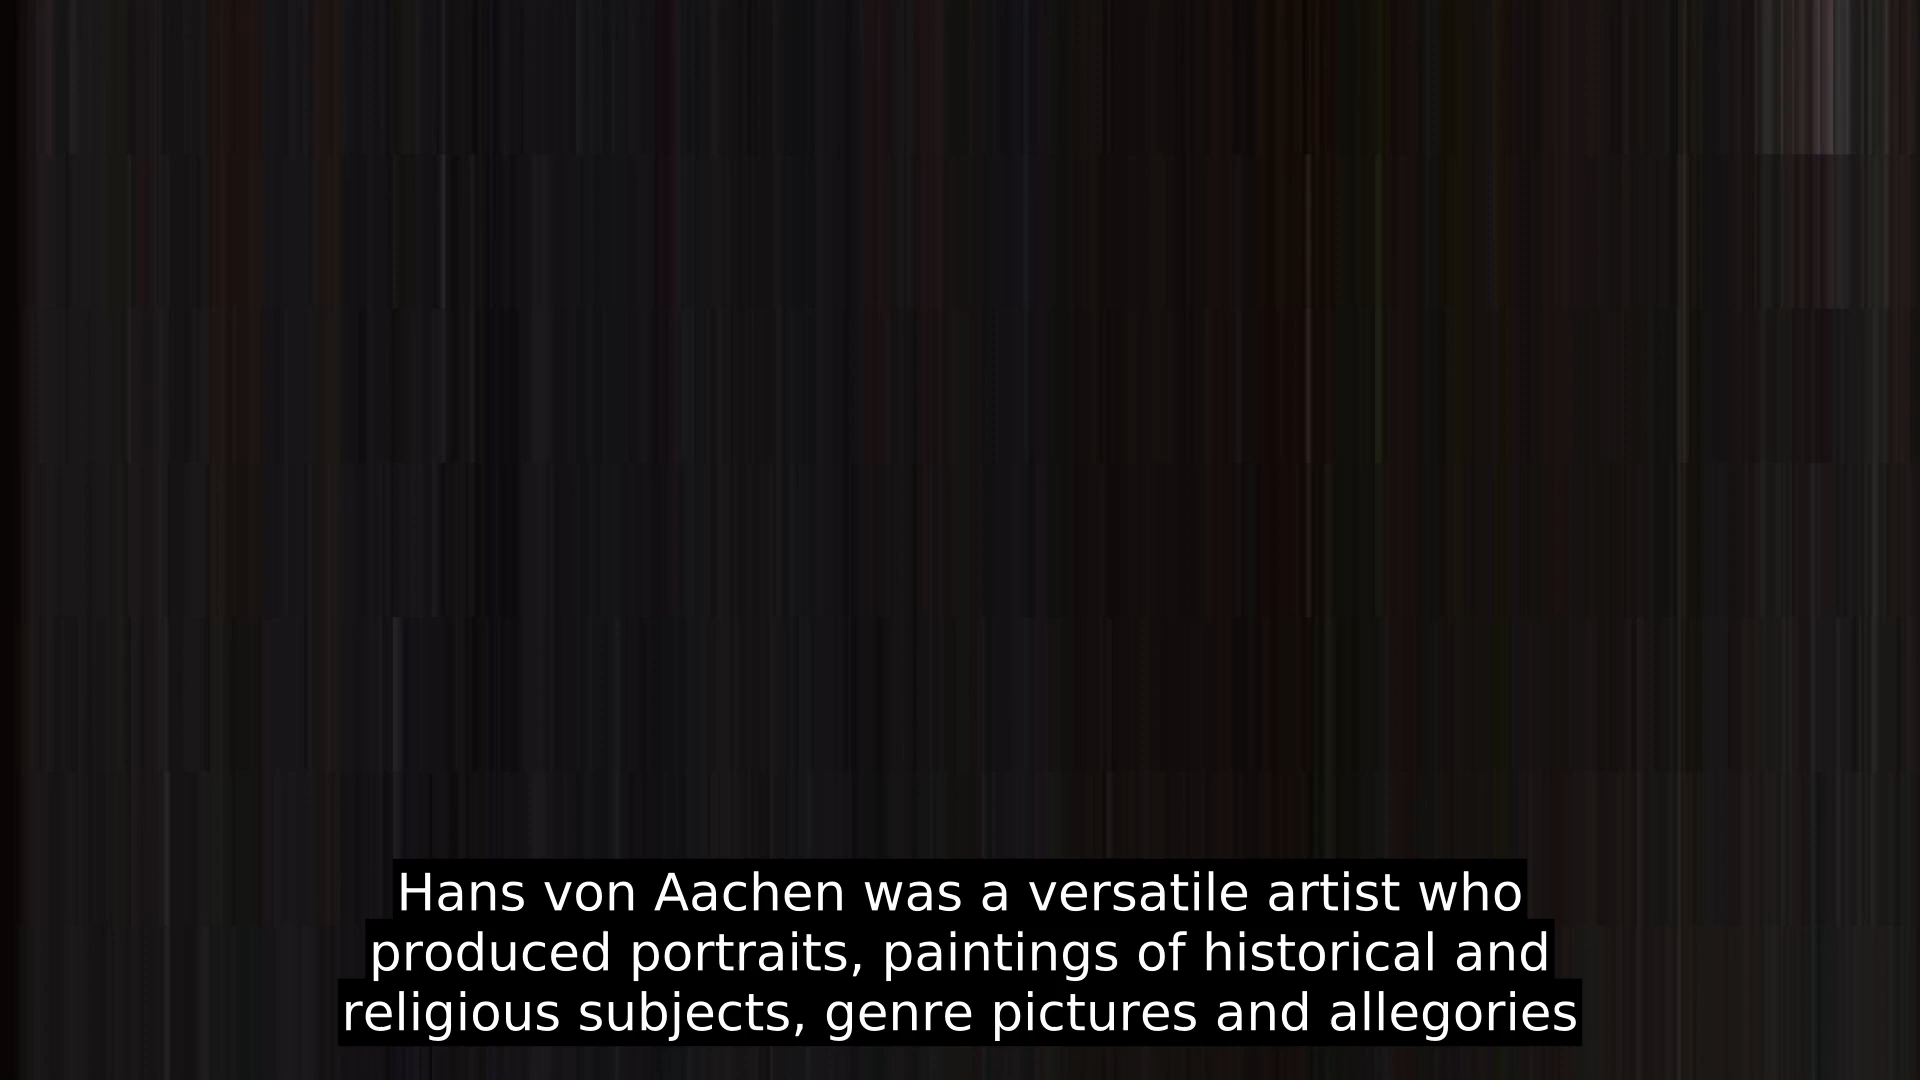 Hans von Aachen was a versatile artist who
produced portraits, paintings of historical and
religious subjects, genre pictures and allegories